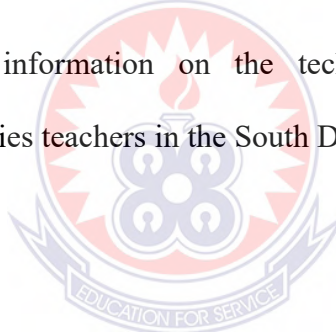 information on the tec
ies teachers in the South D
EDUCATION FOR SERVICE